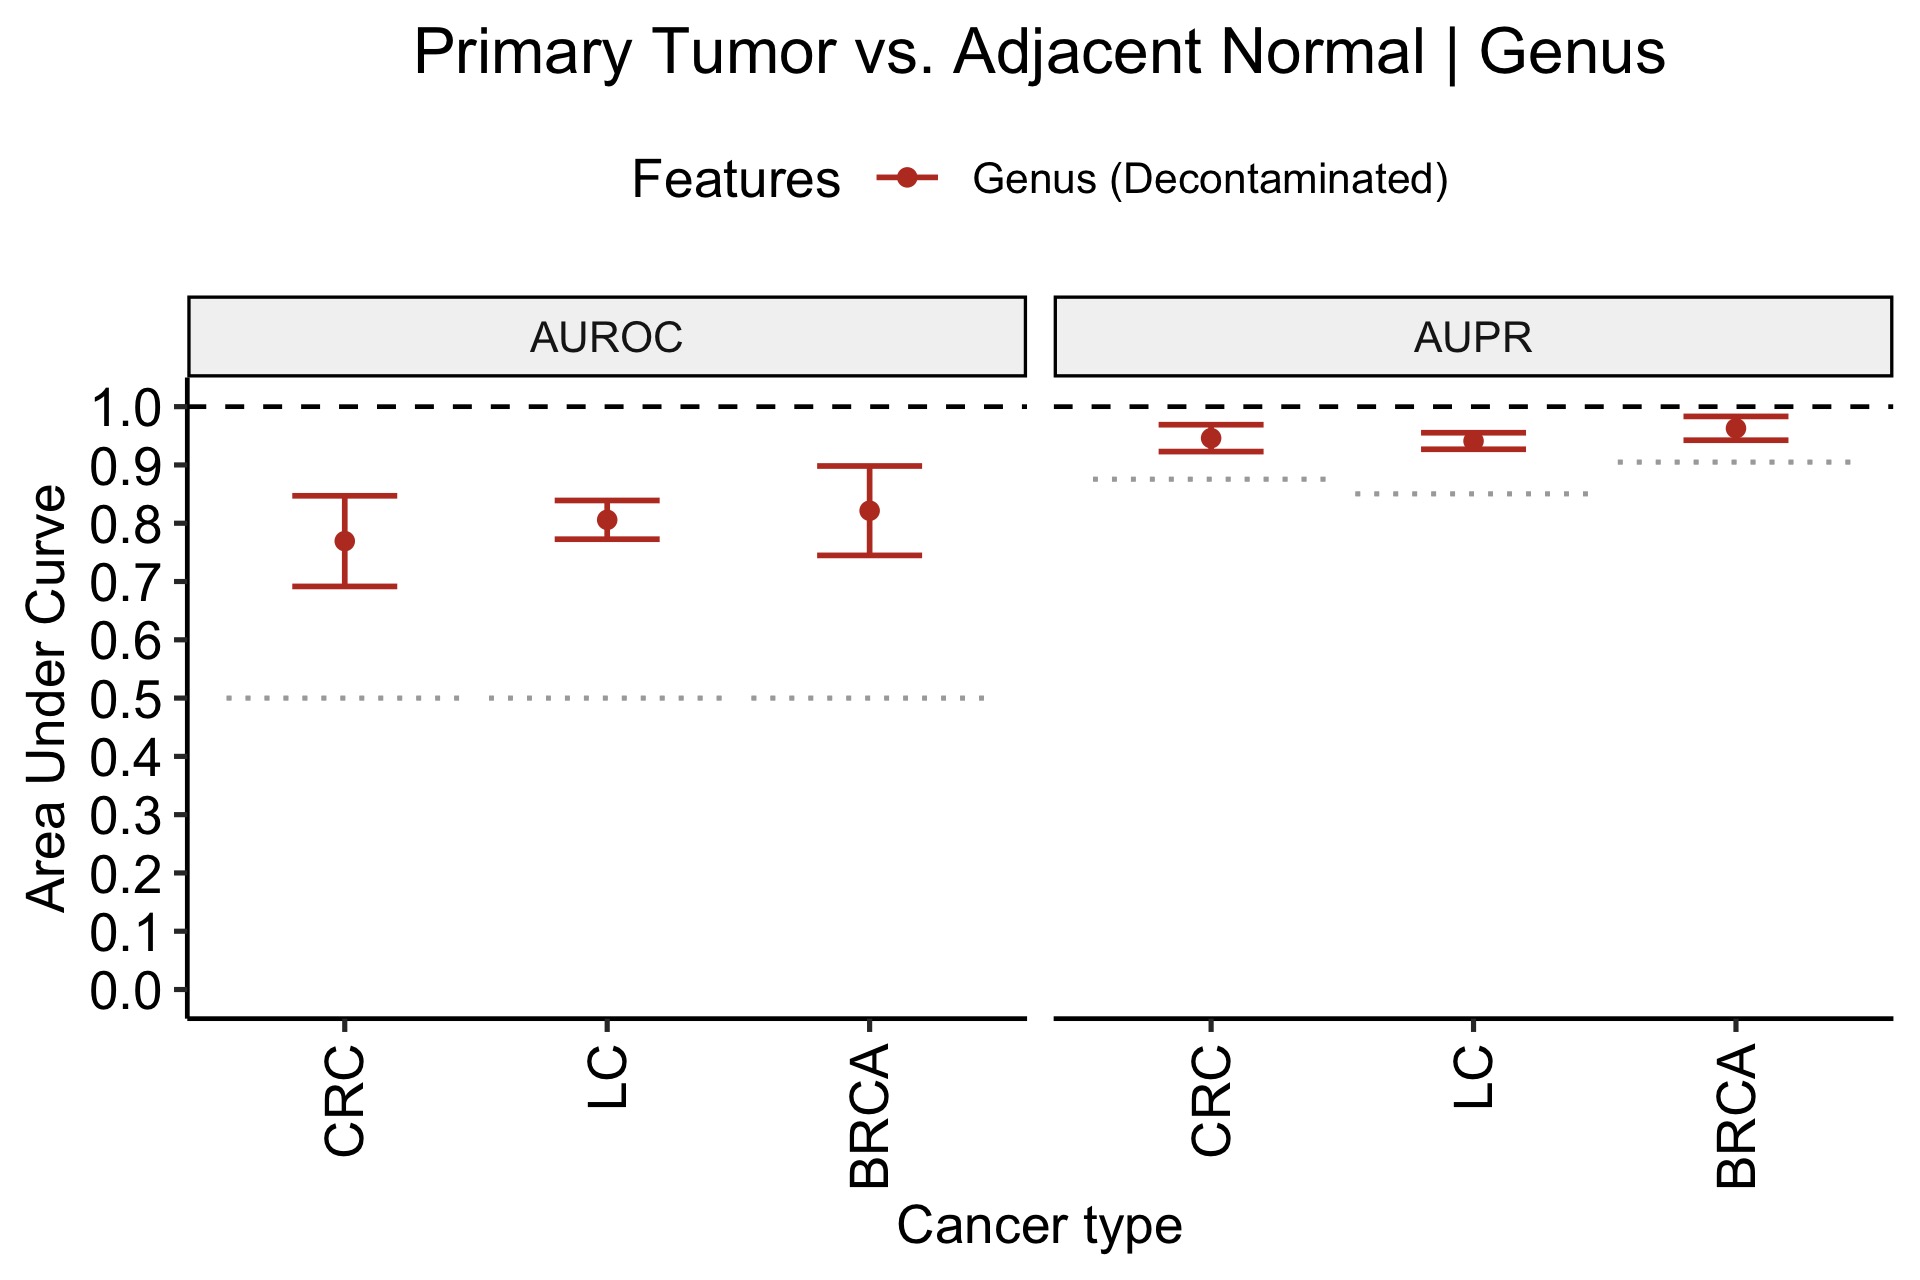 Primary Tumor vs. Adjacent Normal | Genus
Features Genus (Decontaminated)
AUROC AUPR
Area Under Curve
1.0
0.9
0.8
0.7
0.6
0.5
0.4
0.3
0.2
0.1
0.0
CRC LC BRCA CRC LC BRCA
Cancer type